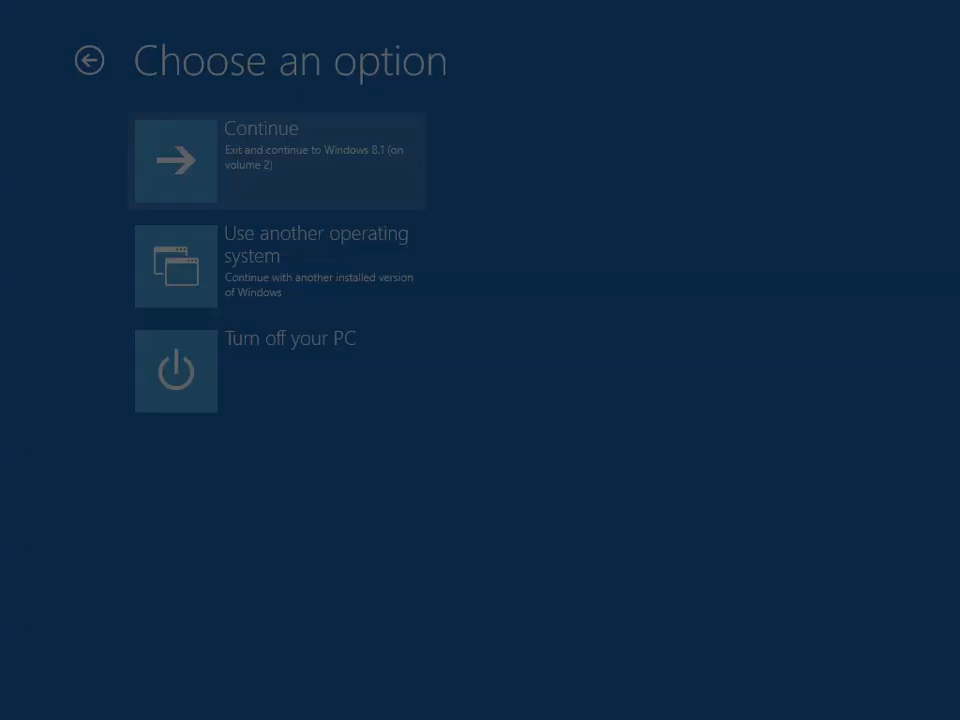 Choose an option
Continue
Exit and continue to Windows 8.1 (on
volume 2)
Use another operating
system
Continue with another installed version
of Windows
Turn off your PC